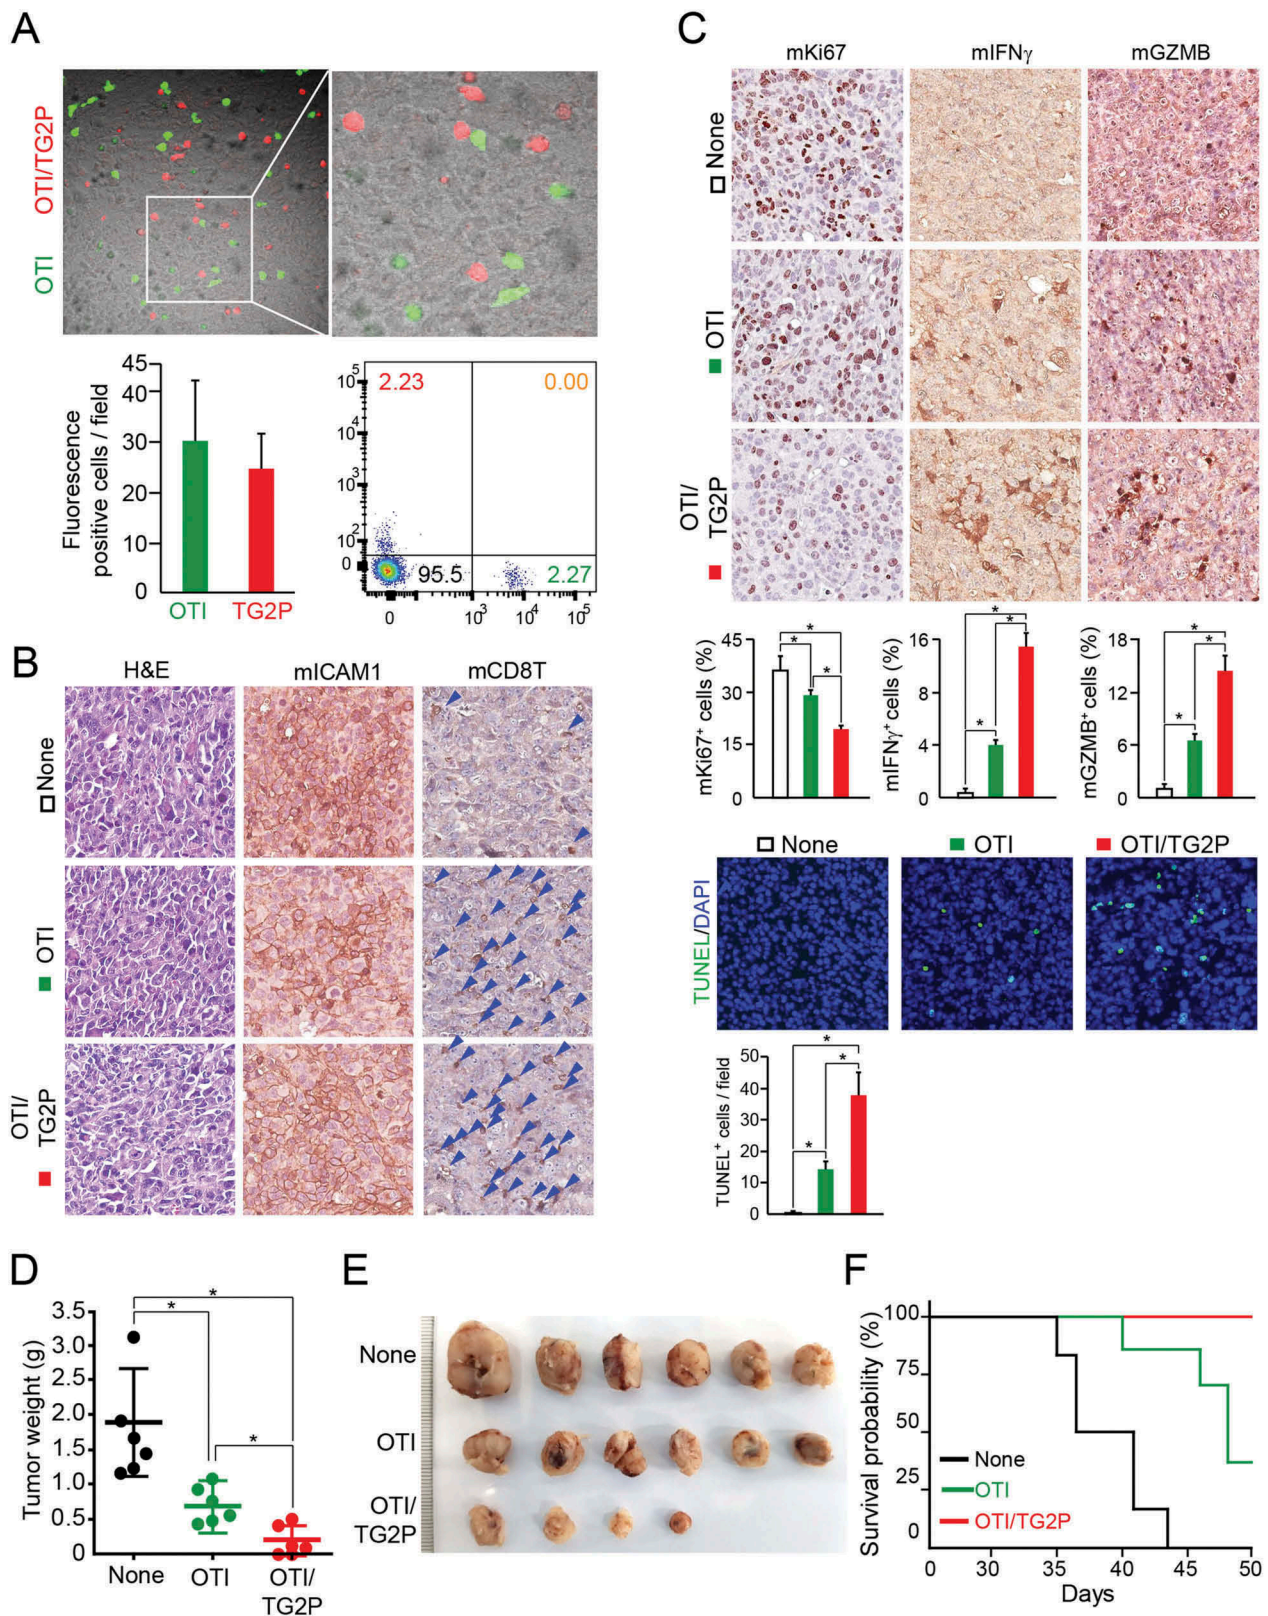 A
OTI OTI/TG2P
Fluorescence
positive cells / field
45
40
30
20
10
0
OTI TG2P
10^5
10^4
10^3
10^2
0
2.23 0.00
95.5 2.27
0 10^3 10^4 10^5
B
H&E mICAM1 mCD8T
None
OTI
OTI/
TG2P
C
mKi67 mIFNγ mGZMB
None
OTI
OTI/
TG2P
mKi67+ cells (%)
45
30
15
0
* * *
mIFNγ+ cells (%)
16
8
4
0
* * *
mGZMB+ cells (%)
18
12
6
0
* * *
None OTI OTI/TG2P
TUNEL/DAPI
TUNEL+ cells / field
50
40
30
20
10
0
* * *
D
Tumor weight (g)
3.5
3.0
2.5
2.0
1.5
1.0
0.5
0
* * *
None OTI OTI/
TG2P
E
None
OTI
OTI/
TG2P
F
Survival probability (%)
100
75
50
25
0
None
OTI
OTI/TG2P
0 30 35 40 45 50
Days